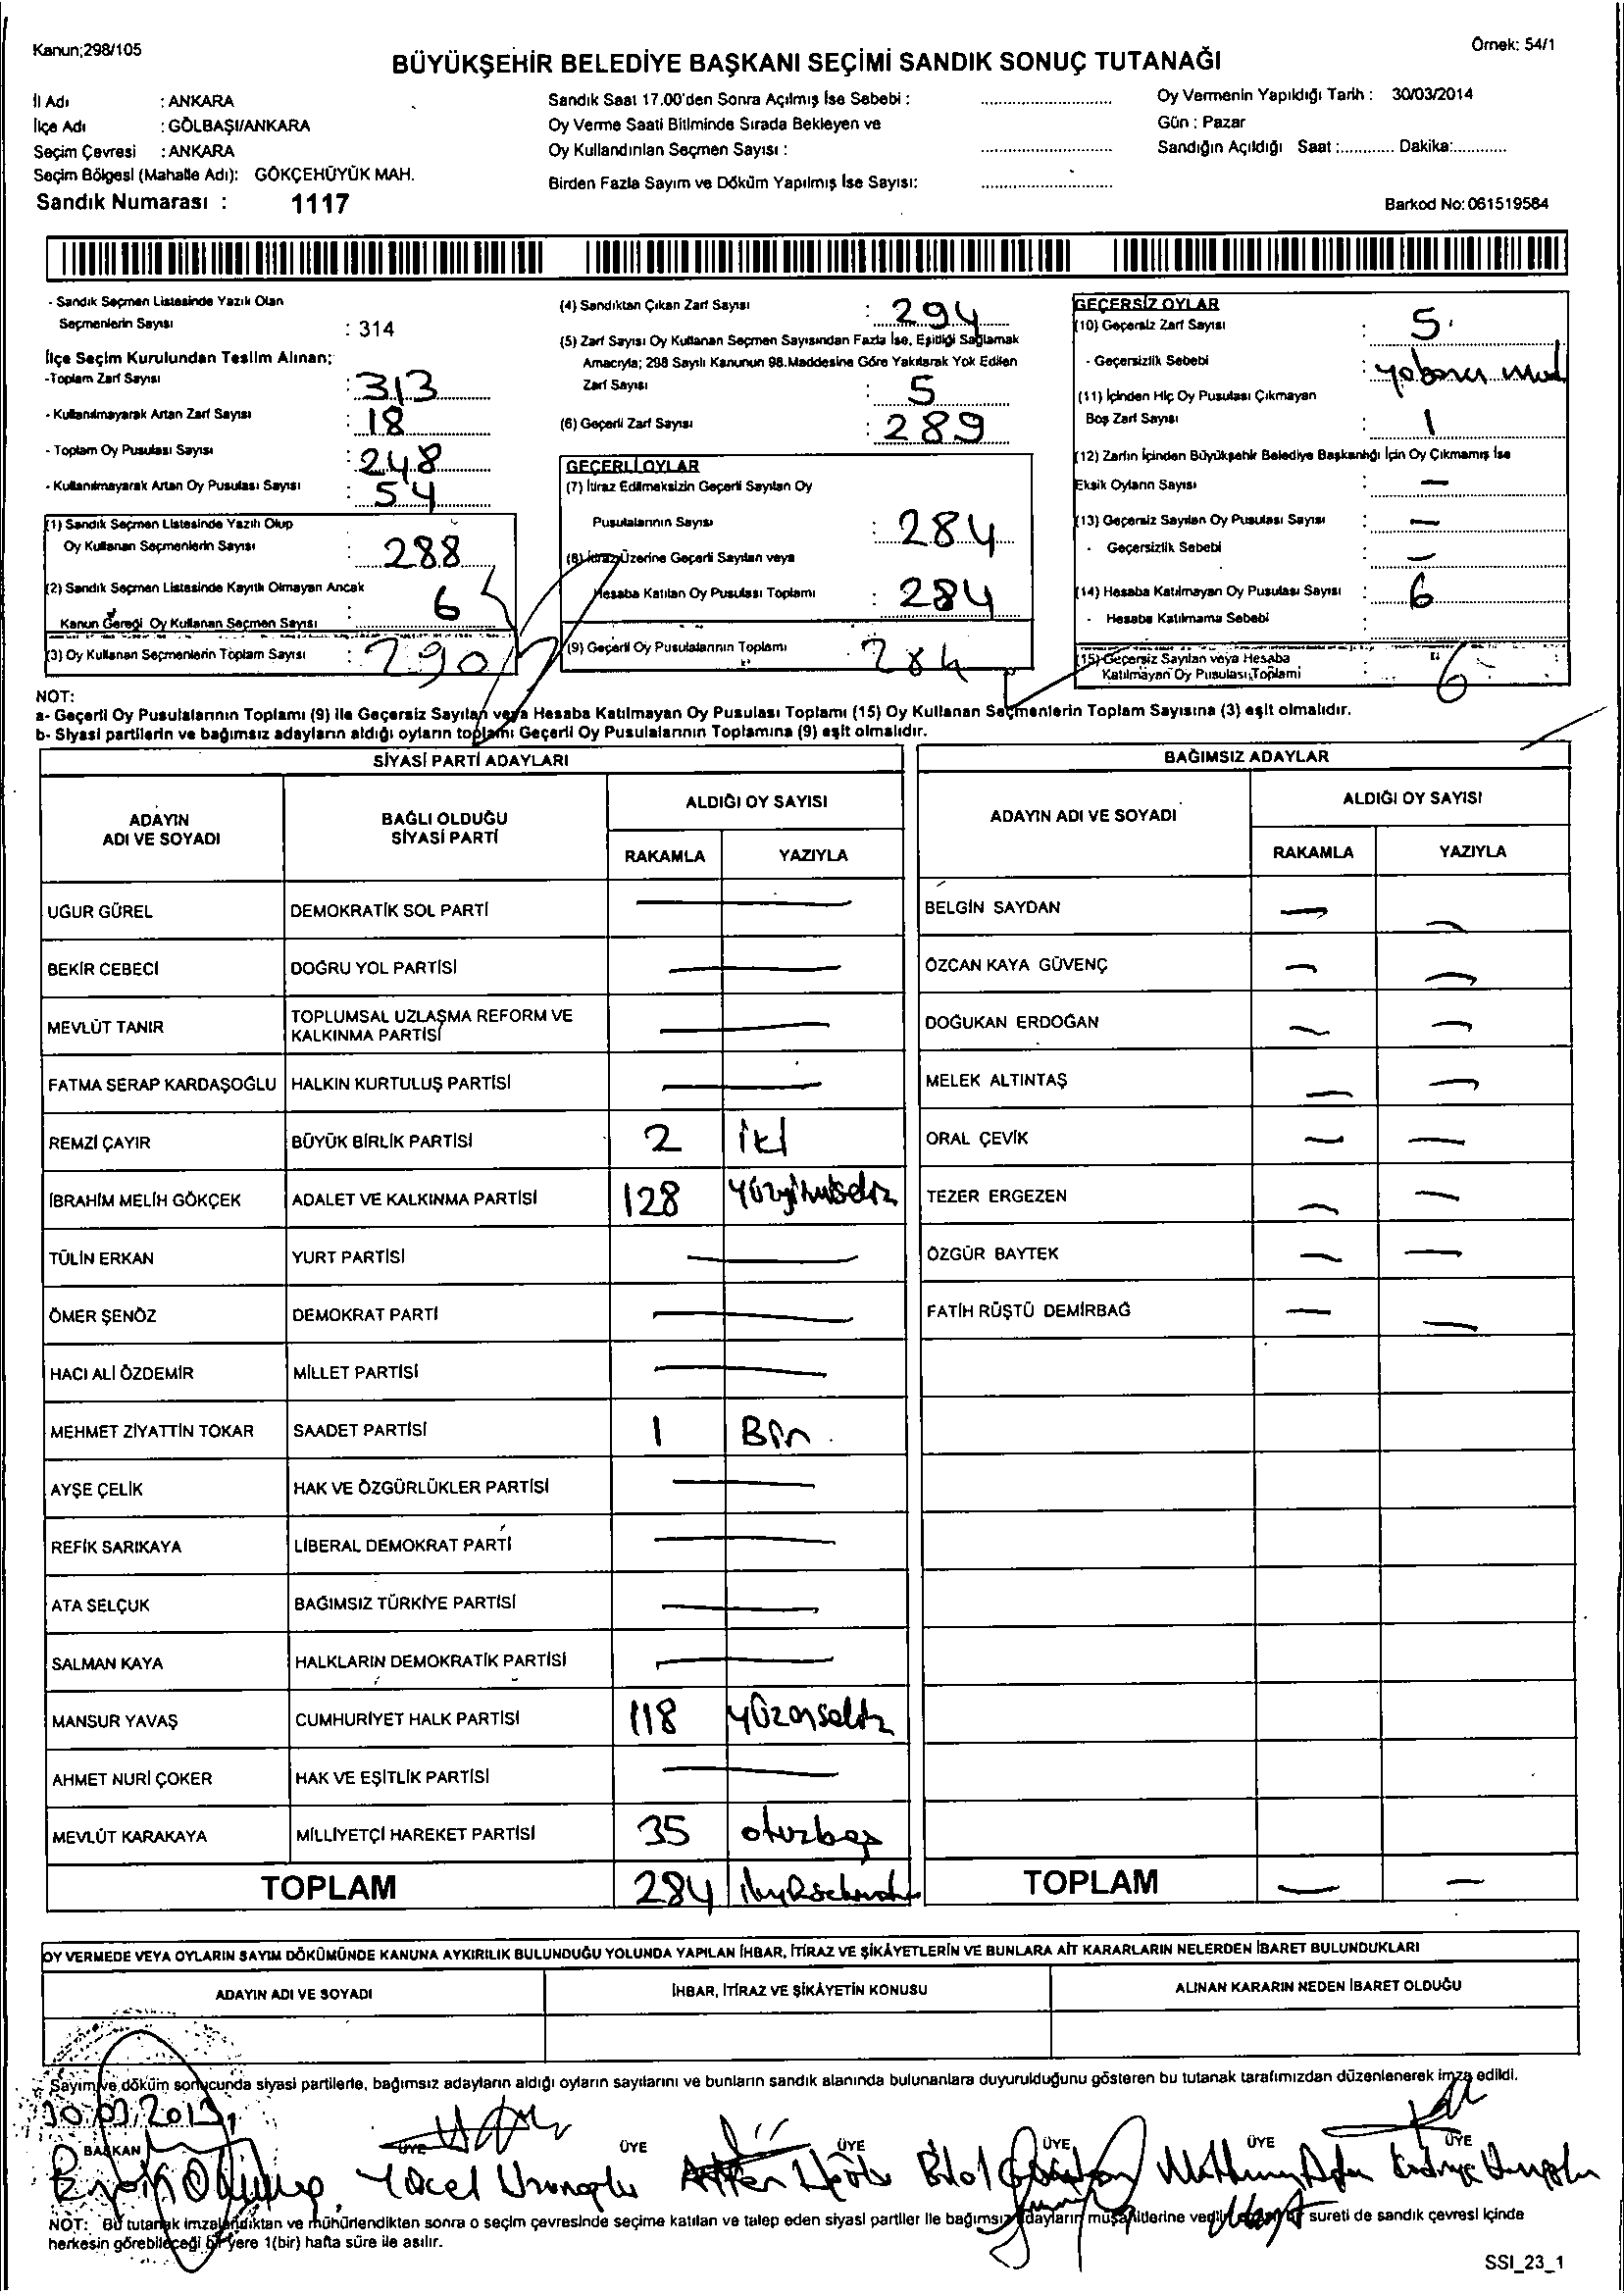 Kanun;298/105
Örnek: 54/1
BÜYÜKŞEHİR BELEDİYE BAŞKANI SEÇİMİ SANDIK SONUÇ TUTANAĞI
İl Adı : ANKARA
İlçe Adı : GÖLBAŞI/ANKARA
Seçim Çevresi : ANKARA
Seçim Bölgesi (Mahalle Adı): GÖKÇEHÜYÜK MAH.
Sandık Numarası : 1117
Sandık Saat 17.00'den Sonra Açılmış İse Sebebi : ............
Oy Verme Saati Bitiminde Sırada Bekleyen ve
Oy Kullandırılan Seçmen Sayısı : ............
Birden Fazla Sayım ve Döküm Yapılmış İse Sayısı: ............
Oy Vermenin Yapıldığı Tarih : 30/03/2014
Gün : Pazar
Sandığın Açıldığı Saat :............ Dakika:............
Barkod No: 061519584
- Sandık Seçmen Listesinde Yazılı Olan
Seçmenlerin Sayısı : 314
İlçe Seçim Kurulundan Teslim Alınan;
-Toplam Zarf Sayısı : 313
- Kullanılmayarak Artan Zarf Sayısı : 18
- Toplam Oy Pusulası Sayısı : 248
- Kullanılmayarak Artan Oy Pusulası Sayısı : 54
(1) Sandık Seçmen Listesinde Yazılı Olup
Oy Kullanan Seçmenlerin Sayısı : 288
(2) Sandık Seçmen Listesinde Kayıtlı Olmayan Ancak
Kanun Gereği Oy Kullanan Seçmen Sayısı : 6
(3) Oy Kullanan Seçmenlerin Toplam Sayısı : 290
(4) Sandıktan Çıkan Zarf Sayısı : 294
(5) Zarf Sayısı Oy Kullanan Seçmen Sayısından Fazla İse, Eşitliği Sağlamak
Amacıyla; 298 Sayılı Kanunun 98.Maddesine Göre Yakılarak Yok Edilen
Zarf Sayısı : 5
(6) Geçerli Zarf Sayısı : 289
GEÇERLİ OYLAR
(7) İtiraz Edilmeksizin Geçerli Sayılan Oy
Pusulalarının Sayısı : 284
(8) İtiraz Üzerine Geçerli Sayılan veya
Hesaba Katılan Oy Pusulası Toplamı : 284
(9) Geçerli Oy Pusulalarının Toplamı : 284
GEÇERSİZ OYLAR
(10) Geçersiz Zarf Sayısı : 5
- Geçersizlik Sebebi : yabancı
(11) İçinden Hiç Oy Pusulası Çıkmayan
Boş Zarf Sayısı : 1
(12) Zarfın İçinden Büyükşehir Belediye Başkanlığı İçin Oy Çıkmamış İse
Eksik Oyların Sayısı : —
(13) Geçersiz Sayılan Oy Pusulası Sayısı : —
- Geçersizlik Sebebi : —
(14) Hesaba Katılmayan Oy Pusulası Sayısı : 6
- Hesaba Katılmama Sebebi :
(15) Geçersiz Sayılan veya Hesaba
Katılmayan Oy Pusulası Toplamı : 6
NOT:
a- Geçerli Oy Pusulalarının Toplamı (9) ile Geçersiz Sayılan veya Hesaba Katılmayan Oy Pusulası Toplamı (15) Oy Kullanan Seçmenlerin Toplam Sayısına (3) eşit olmalıdır.
b- Siyasi partilerin ve bağımsız adayların aldığı oyların toplamı Geçerli Oy Pusulalarının Toplamına (9) eşit olmalıdır.
SİYASİ PARTİ ADAYLARI
ADAYIN ADI VE SOYADI
BAĞLI OLDUĞU SİYASİ PARTİ
ALDIĞI OY SAYISI
RAKAMLA YAZIYLA
UĞUR GÜREL DEMOKRATİK SOL PARTİ —
BEKİR CEBECİ DOĞRU YOL PARTİSİ —
MEVLÜT TANIR TOPLUMSAL UZLAŞMA REFORM VE KALKINMA PARTİSİ —
FATMA SERAP KARDAŞOĞLU HALKIN KURTULUŞ PARTİSİ —
REMZİ ÇAYIR BÜYÜK BİRLİK PARTİSİ 2 iki
İBRAHİM MELİH GÖKÇEK ADALET VE KALKINMA PARTİSİ 128 yüzyirmisekiz
TÜLİN ERKAN YURT PARTİSİ —
ÖMER ŞENÖZ DEMOKRAT PARTİ —
HACI ALİ ÖZDEMİR MİLLET PARTİSİ —
MEHMET ZİYATTİN TOKAR SAADET PARTİSİ 1 Bir
AYŞE ÇELİK HAK VE ÖZGÜRLÜKLER PARTİSİ —
REFİK SARIKAYA LİBERAL DEMOKRAT PARTİ —
ATA SELÇUK BAĞIMSIZ TÜRKİYE PARTİSİ —
SALMAN KAYA HALKLARIN DEMOKRATİK PARTİSİ —
MANSUR YAVAŞ CUMHURİYET HALK PARTİSİ 118 yüzonsekiz
AHMET NURİ ÇOKER HAK VE EŞİTLİK PARTİSİ —
MEVLÜT KARAKAYA MİLLİYETÇİ HAREKET PARTİSİ 35 otuzbeş
TOPLAM 284
BAĞIMSIZ ADAYLAR
ADAYIN ADI VE SOYADI
ALDIĞI OY SAYISI
RAKAMLA YAZIYLA
BELGİN SAYDAN — —
ÖZCAN KAYA GÜVENÇ — —
DOĞUKAN ERDOĞAN — —
MELEK ALTINTAŞ — —
ORAL ÇEVİK — —
TEZER ERGEZEN — —
ÖZGÜR BAYTEK — —
FATİH RÜŞTÜ DEMİRBAĞ — —
TOPLAM — —
OY VERMEDE VEYA OYLARIN SAYIM DÖKÜMÜNDE KANUNA AYKIRILIK BULUNDUĞU YOLUNDA YAPILAN İHBAR, İTİRAZ VE ŞİKÂYETLERİN VE BUNLARA AİT KARARLARIN NELERDEN İBARET BULUNDUKLARI
ADAYIN ADI VE SOYADI
İHBAR, İTİRAZ VE ŞİKÂYETİN KONUSU
ALINAN KARARIN NEDEN İBARET OLDUĞU
Sayım ve döküm sonucunda siyasi partilerle, bağımsız adayların aldığı oyların sayılarını ve bunların sandık alanında bulunanlara duyurulduğunu gösteren bu tutanak tarafımızdan düzenlenerek imza edildi.
BAŞKAN ÜYE ÜYE ÜYE ÜYE ÜYE ÜYE
Yücel
NOT: Bu tutanak imzalandıktan ve mühürlendikten sonra o seçim çevresinde seçime katılan ve talep eden siyasi partiler ile bağımsız adayların müşahitlerine verilir, sureti de sandık çevresi içinde
herkesin görebileceği bir yere 1(bir) hafta süre ile asılır.
SSI_23_1